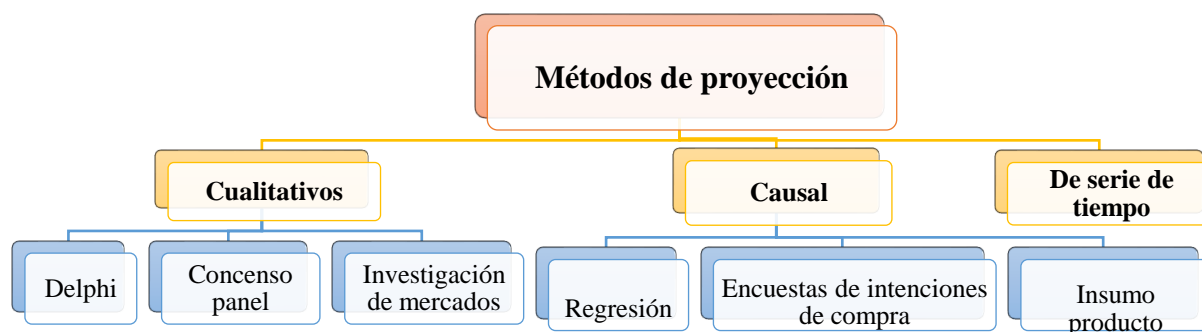 Métodos de proyección
Cualitativos
Causal
De serie de
tiempo
Delphi
Concenso
panel
Investigación
de mercados
Regresión
Encuestas de intenciones
de compra
Insumo
producto